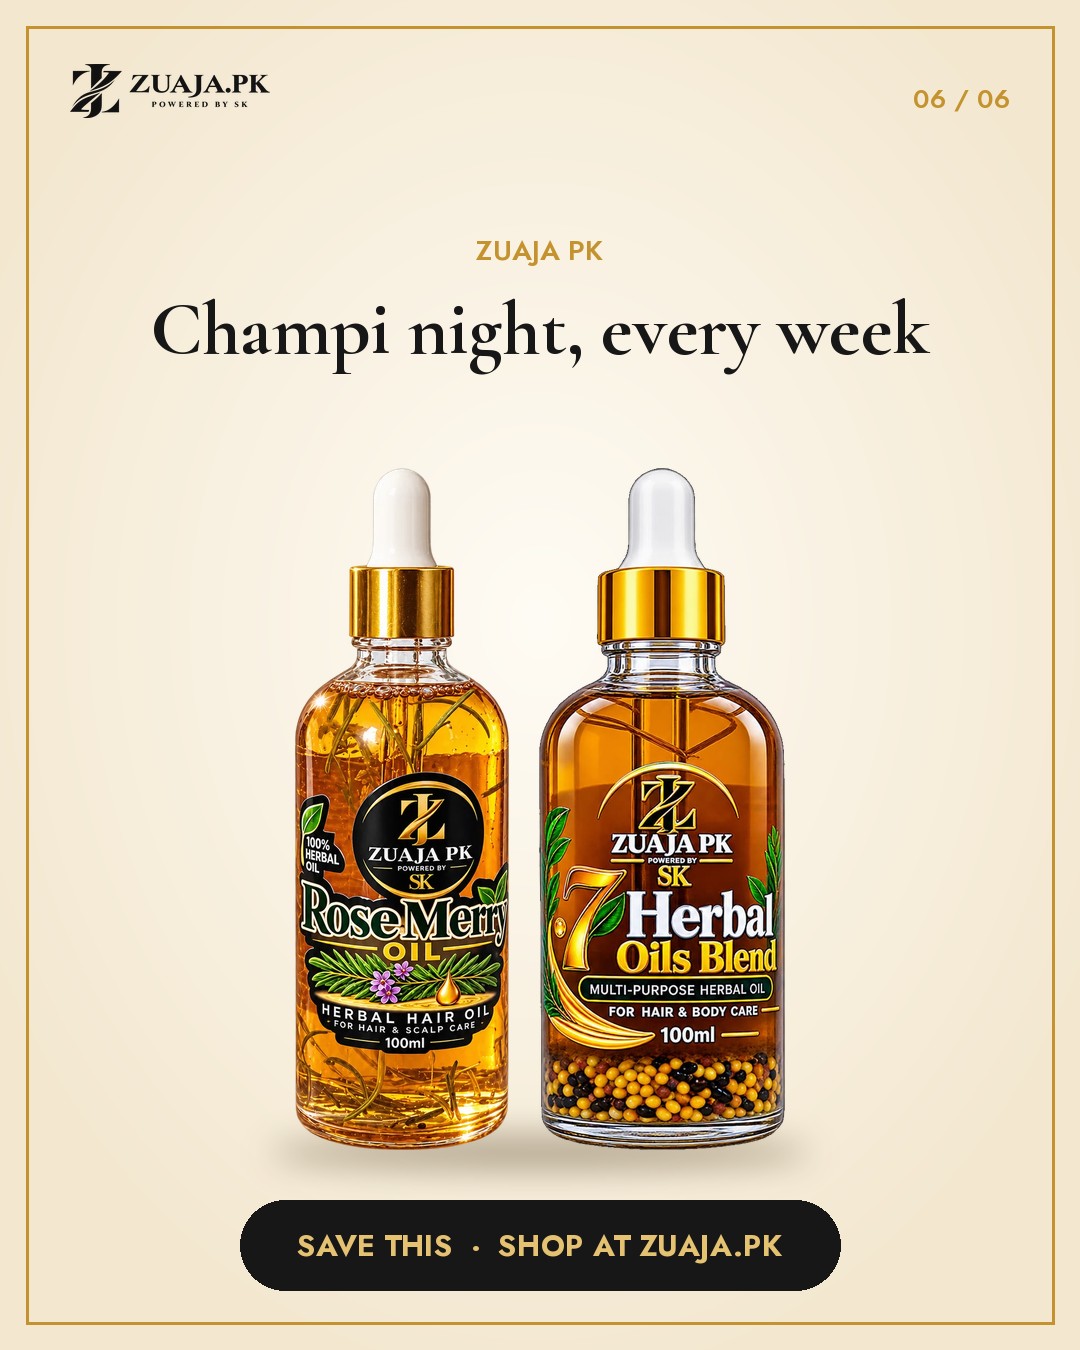 ZUAJA.PK
POWERED BY SK
06 / 06
ZUAJA PK
Champi night, every week
100%
HERBAL
OIL
ZUAJA PK
POWERED BY
SK
Rose Merry
OIL
HERBAL HAIR OIL
- FOR HAIR & SCALP CARE -
100ml
ZUAJA PK
POWERED BY
SK
7 Herbal
Oils Blend
MULTI-PURPOSE HERBAL OIL
FOR HAIR & BODY CARE
100ml
SAVE THIS · SHOP AT ZUAJA.PK